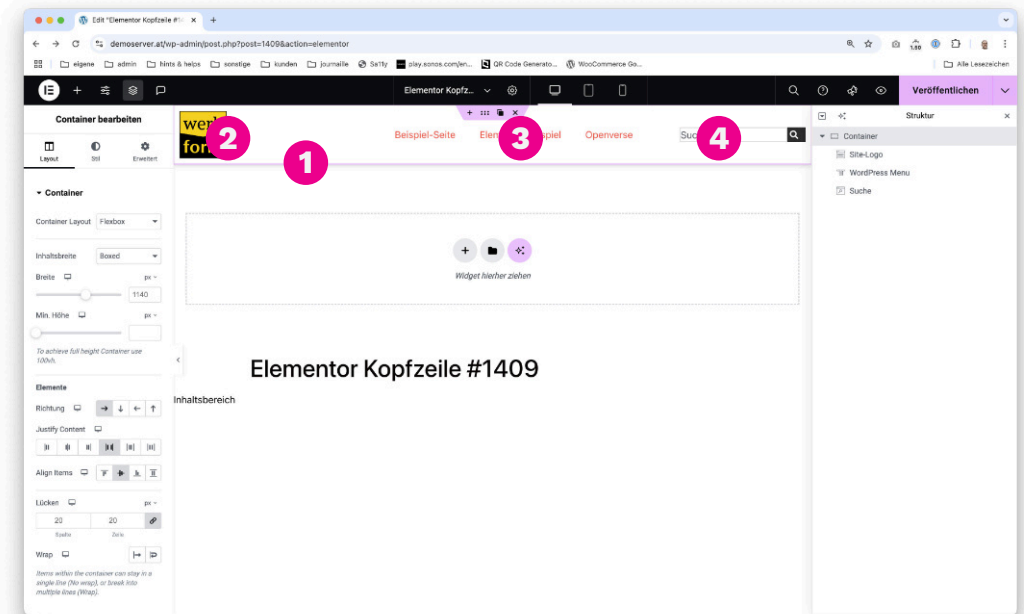 Edit "Elementor Kopfzeile #14
demoserver.at/wp-admin/post.php?post=1409&action=elementor
1.80
eigene
admin
hints & helps
sonstige
kunden
journaille
Sa11y
play.sonos.com/en...
QR Code Generato...
WooCommerce Go...
Alle Lesezeichen
Elementor Kopfz...
Veröffentlichen
Container bearbeiten
Layout
Stil
Erweitert
Container
Container Layout
Flexbox
Inhaltsbreite
Boxed
Breite
px
1140
Min. Höhe
px
To achieve full height Container use
100vh.
Elemente
Richtung
Justify Content
Align Items
Lücken
px
20
20
Spalte
Zeile
Wrap
Items within the container can stay in a
single line (No wrap), or break into
multiple lines (Wrap).
2
1
Beispiel-Seite
3
Openverse
4
Widget hierher ziehen
Elementor Kopfzeile #1409
Inhaltsbereich
Struktur
Container
Site-Logo
WordPress Menu
Suche